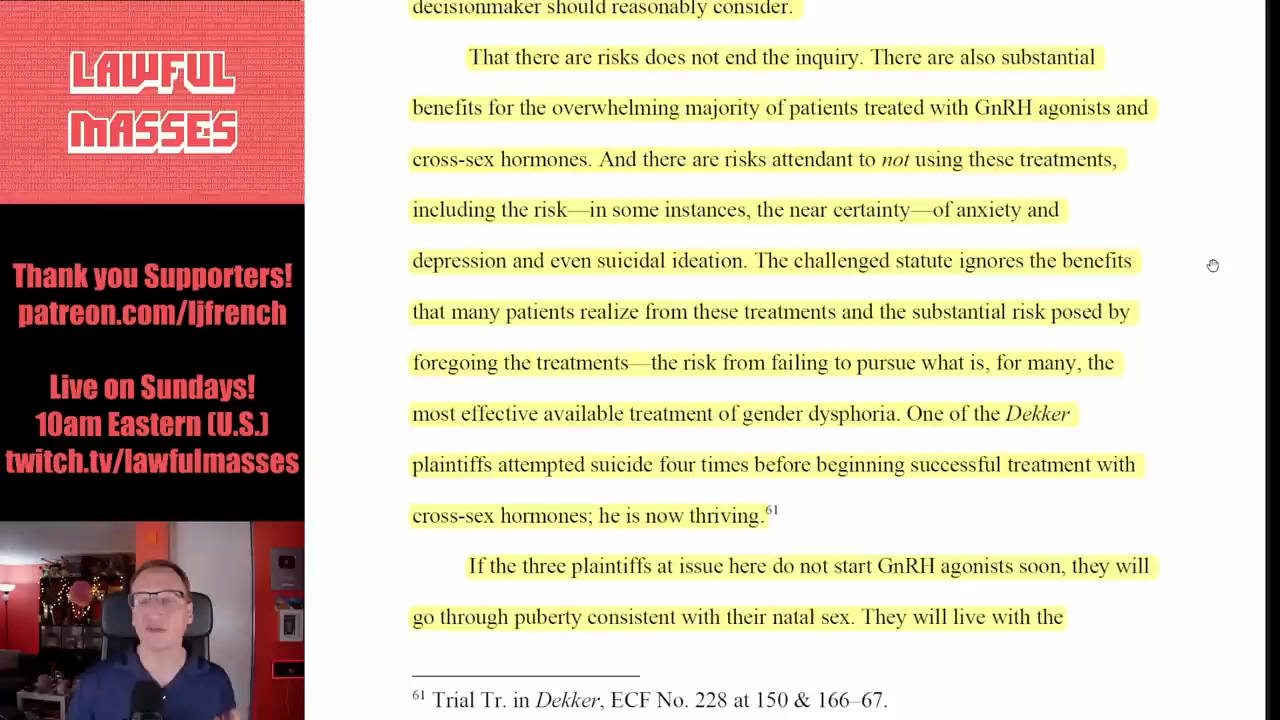 LAWFUL
MASSES
Thank you Supporters!
patreon.com/ljfrench
Live on Sundays!
10am Eastern (U.S.)
twitch.tv/lawfulmasses
decisionmaker should reasonably consider.
That there are risks does not end the inquiry. There are also substantial
benefits for the overwhelming majority of patients treated with GnRH agonists and
cross-sex hormones. And there are risks attendant to not using these treatments,
including the risk—in some instances, the near certainty—of anxiety and
depression and even suicidal ideation. The challenged statute ignores the benefits
that many patients realize from these treatments and the substantial risk posed by
foregoing the treatments—the risk from failing to pursue what is, for many, the
most effective available treatment of gender dysphoria. One of the Dekker
plaintiffs attempted suicide four times before beginning successful treatment with
cross-sex hormones; he is now thriving.61
If the three plaintiffs at issue here do not start GnRH agonists soon, they will
go through puberty consistent with their natal sex. They will live with the
61 Trial Tr. in Dekker, ECF No. 228 at 150 & 166–67.